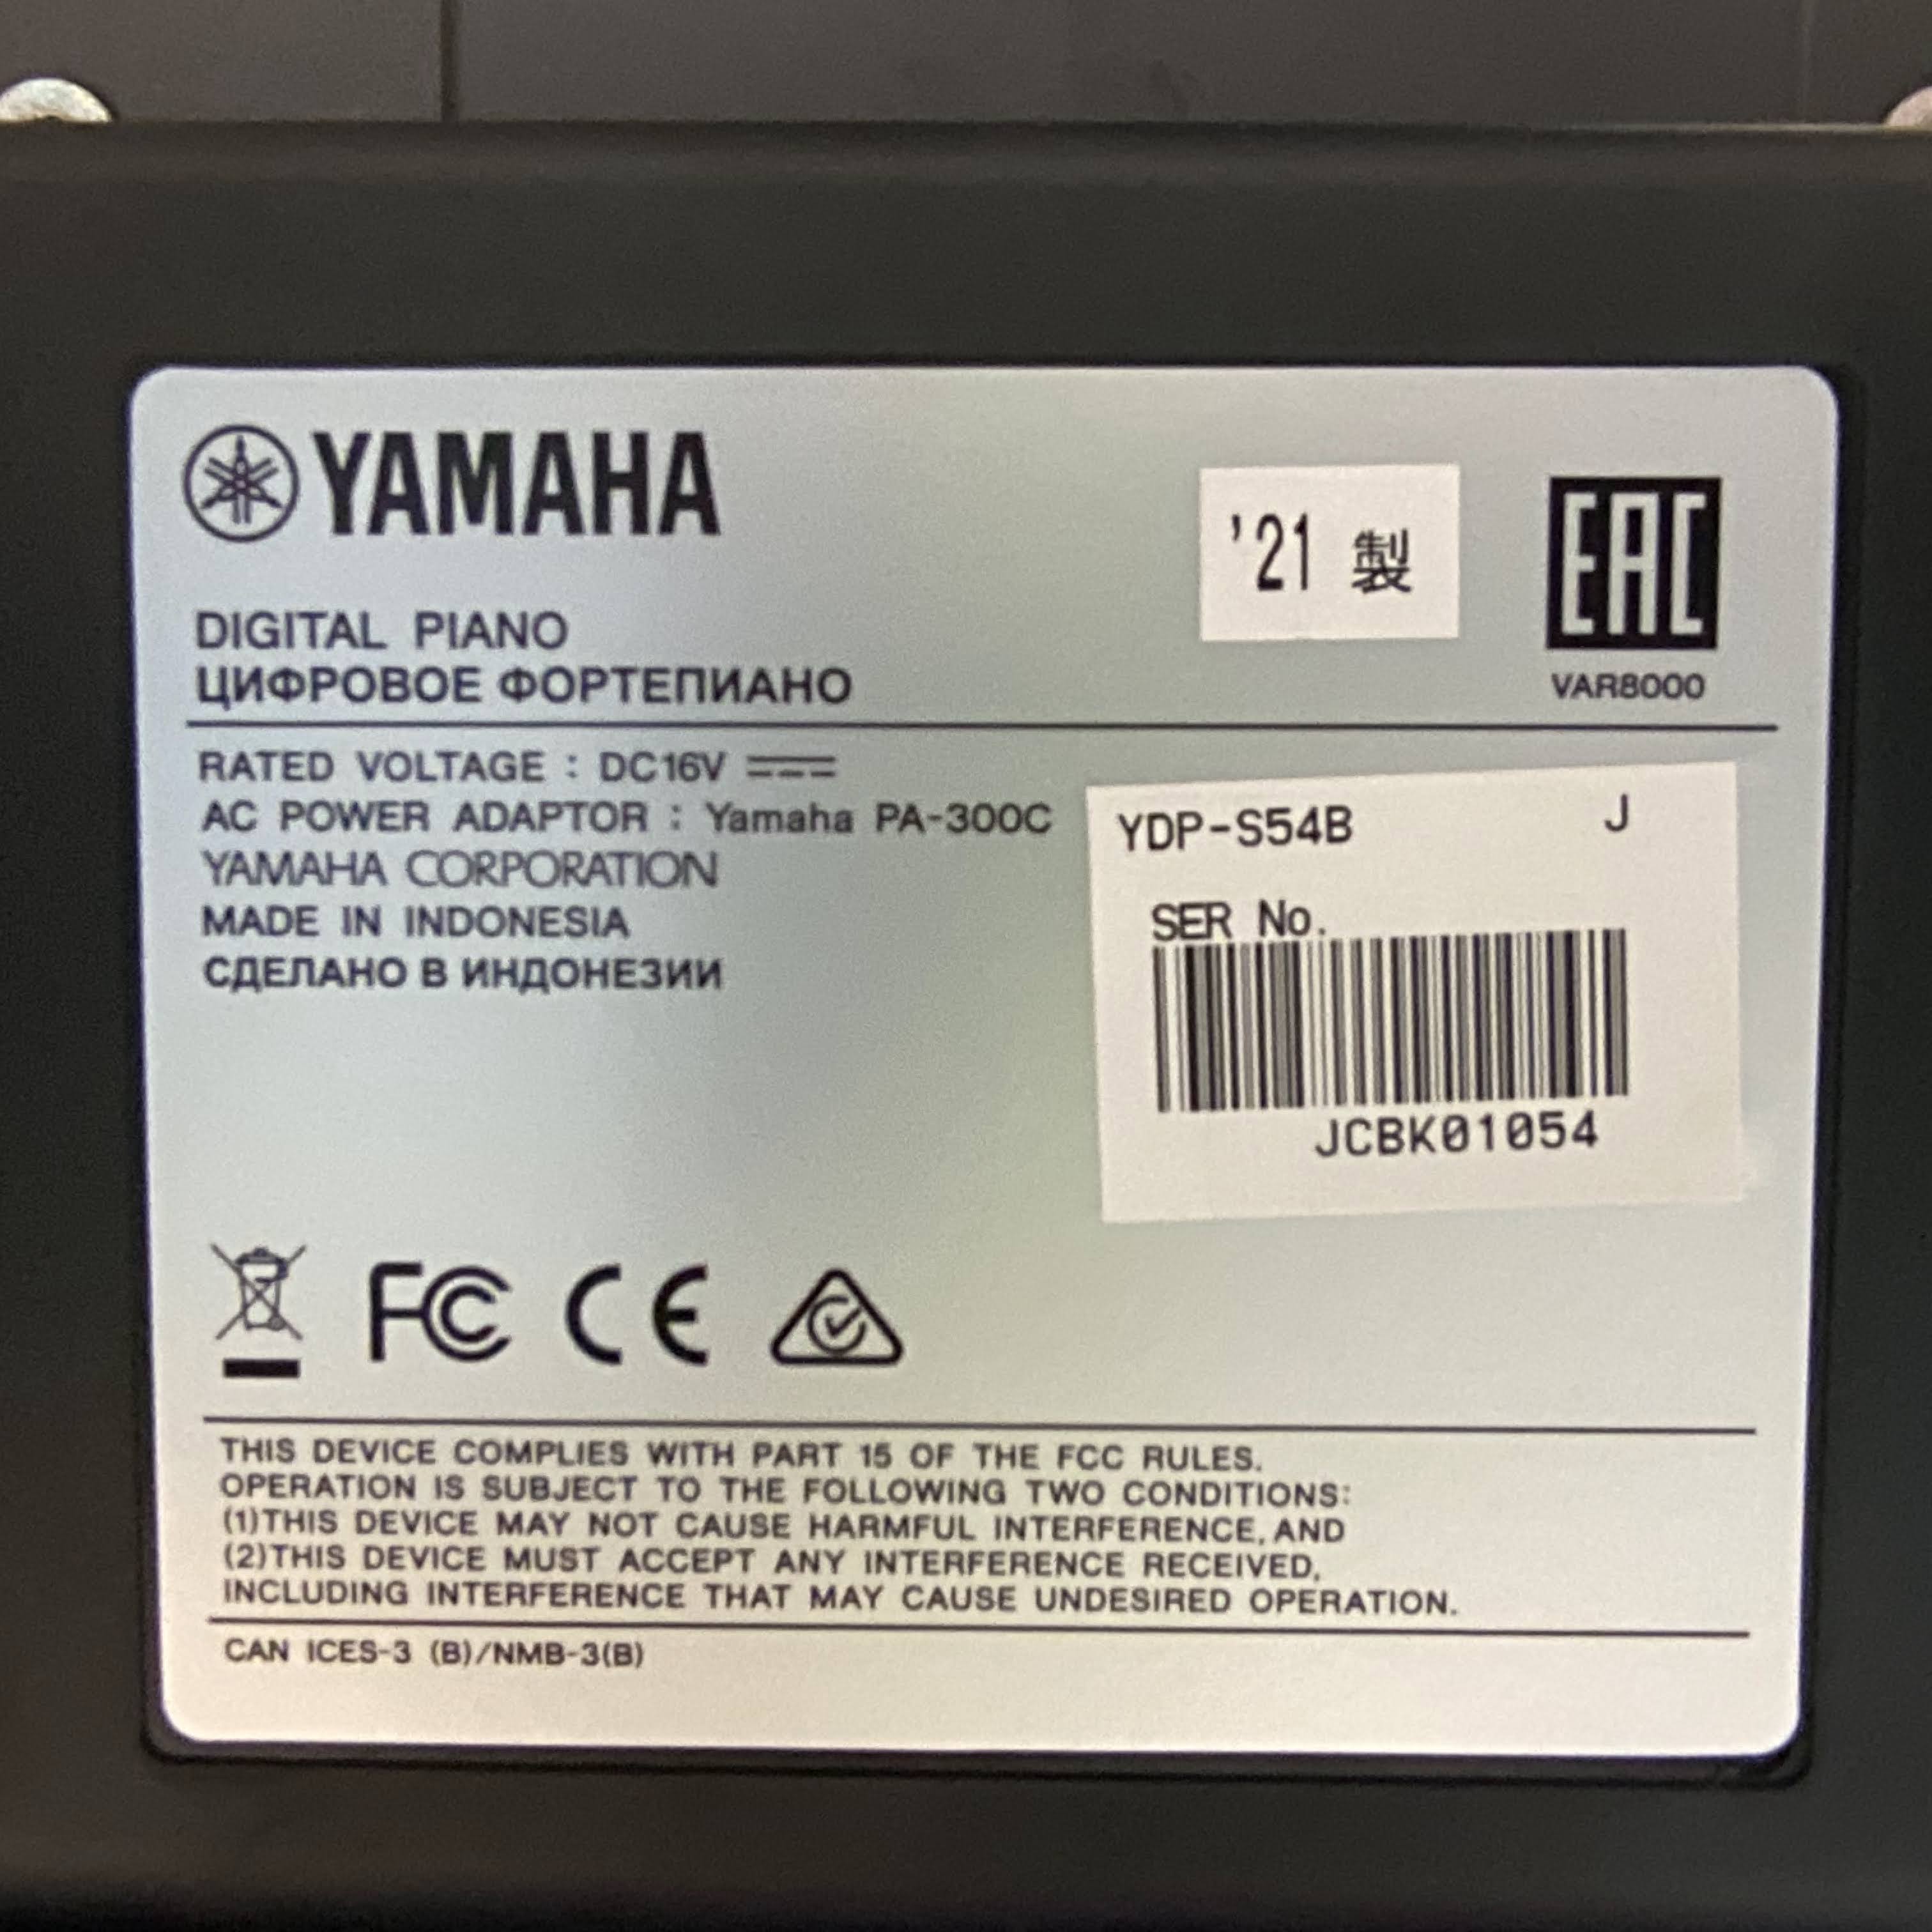 YAMAHA
'21 製
EAC
VAR8000
DIGITAL PIANO
ЦИФРОВОЕ ФОРТЕПИАНО
RATED VOLTAGE : DC16V
AC POWER ADAPTOR : Yamaha PA-300C
YAMAHA CORPORATION
MADE IN INDONESIA
СДЕЛАНО В ИНДОНЕЗИИ
YDP-S54B J
SER No.
JCBK01054
FC CE
THIS DEVICE COMPLIES WITH PART 15 OF THE FCC RULES.
OPERATION IS SUBJECT TO THE FOLLOWING TWO CONDITIONS:
(1)THIS DEVICE MAY NOT CAUSE HARMFUL INTERFERENCE, AND
(2)THIS DEVICE MUST ACCEPT ANY INTERFERENCE RECEIVED,
INCLUDING INTERFERENCE THAT MAY CAUSE UNDESIRED OPERATION.
CAN ICES-3 (B)/NMB-3(B)